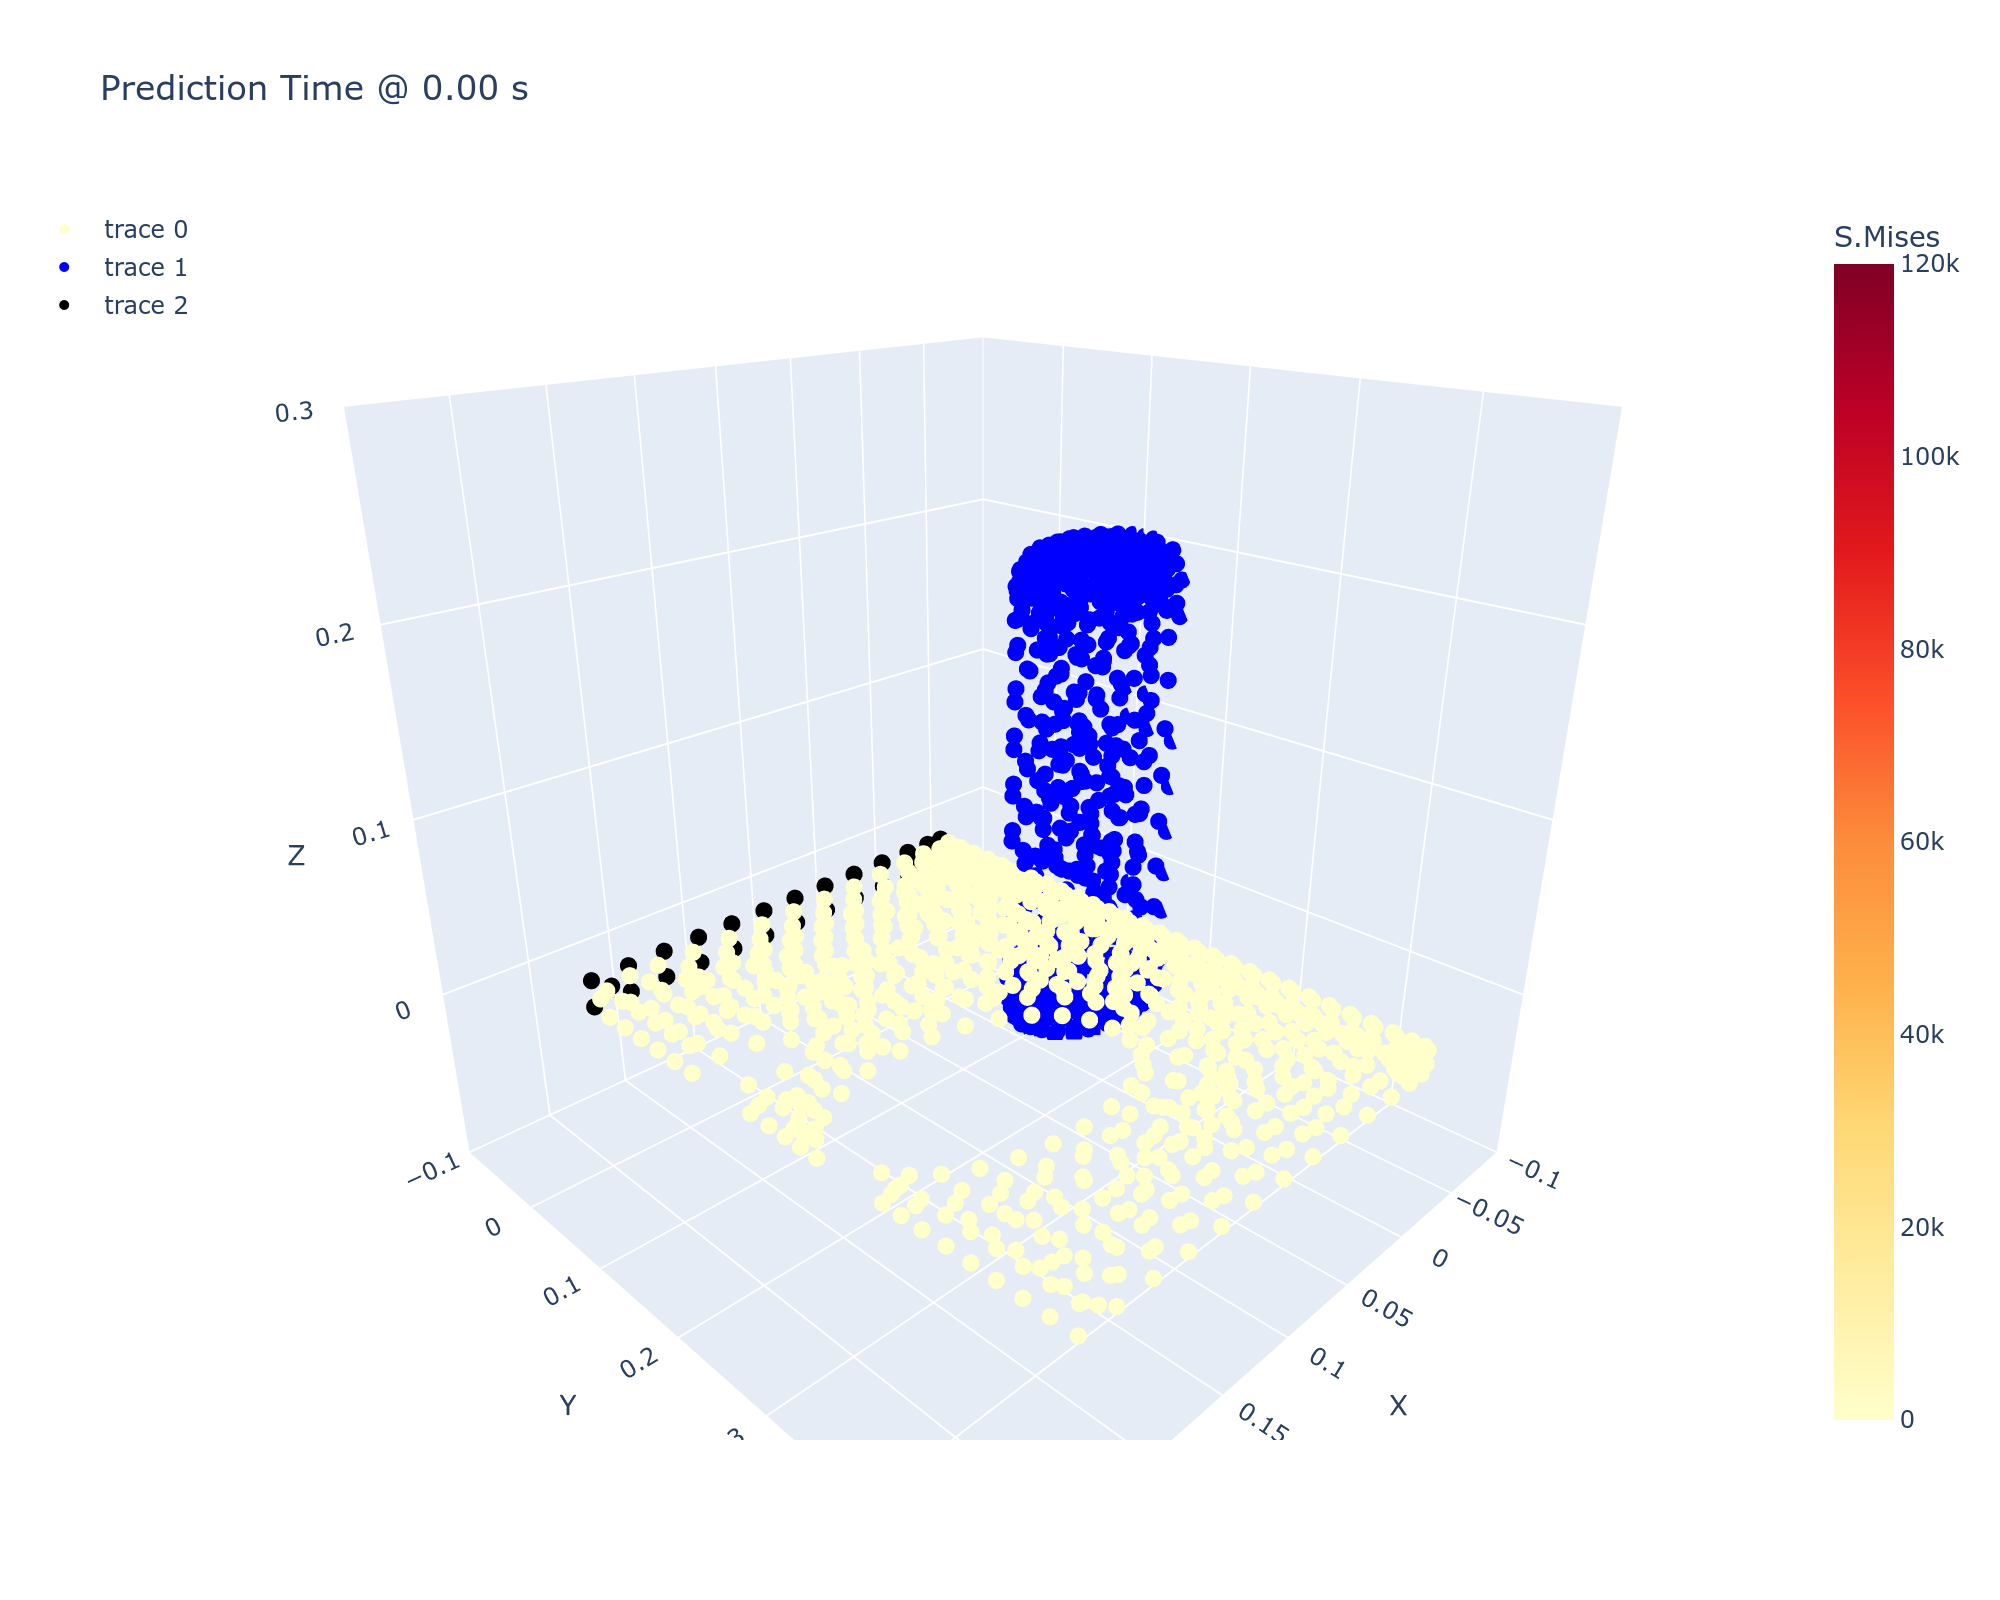 Prediction Time @ 0.00 s
trace 0
trace 1
trace 2
S.Mises
120k
100k
80k
60k
40k
20k
0
0.3
0.2
0.1
0
−0.1
Z
0
0.1
0.2
3
Y
−0.1
−0.05
0
0.05
0.1
0.15
X